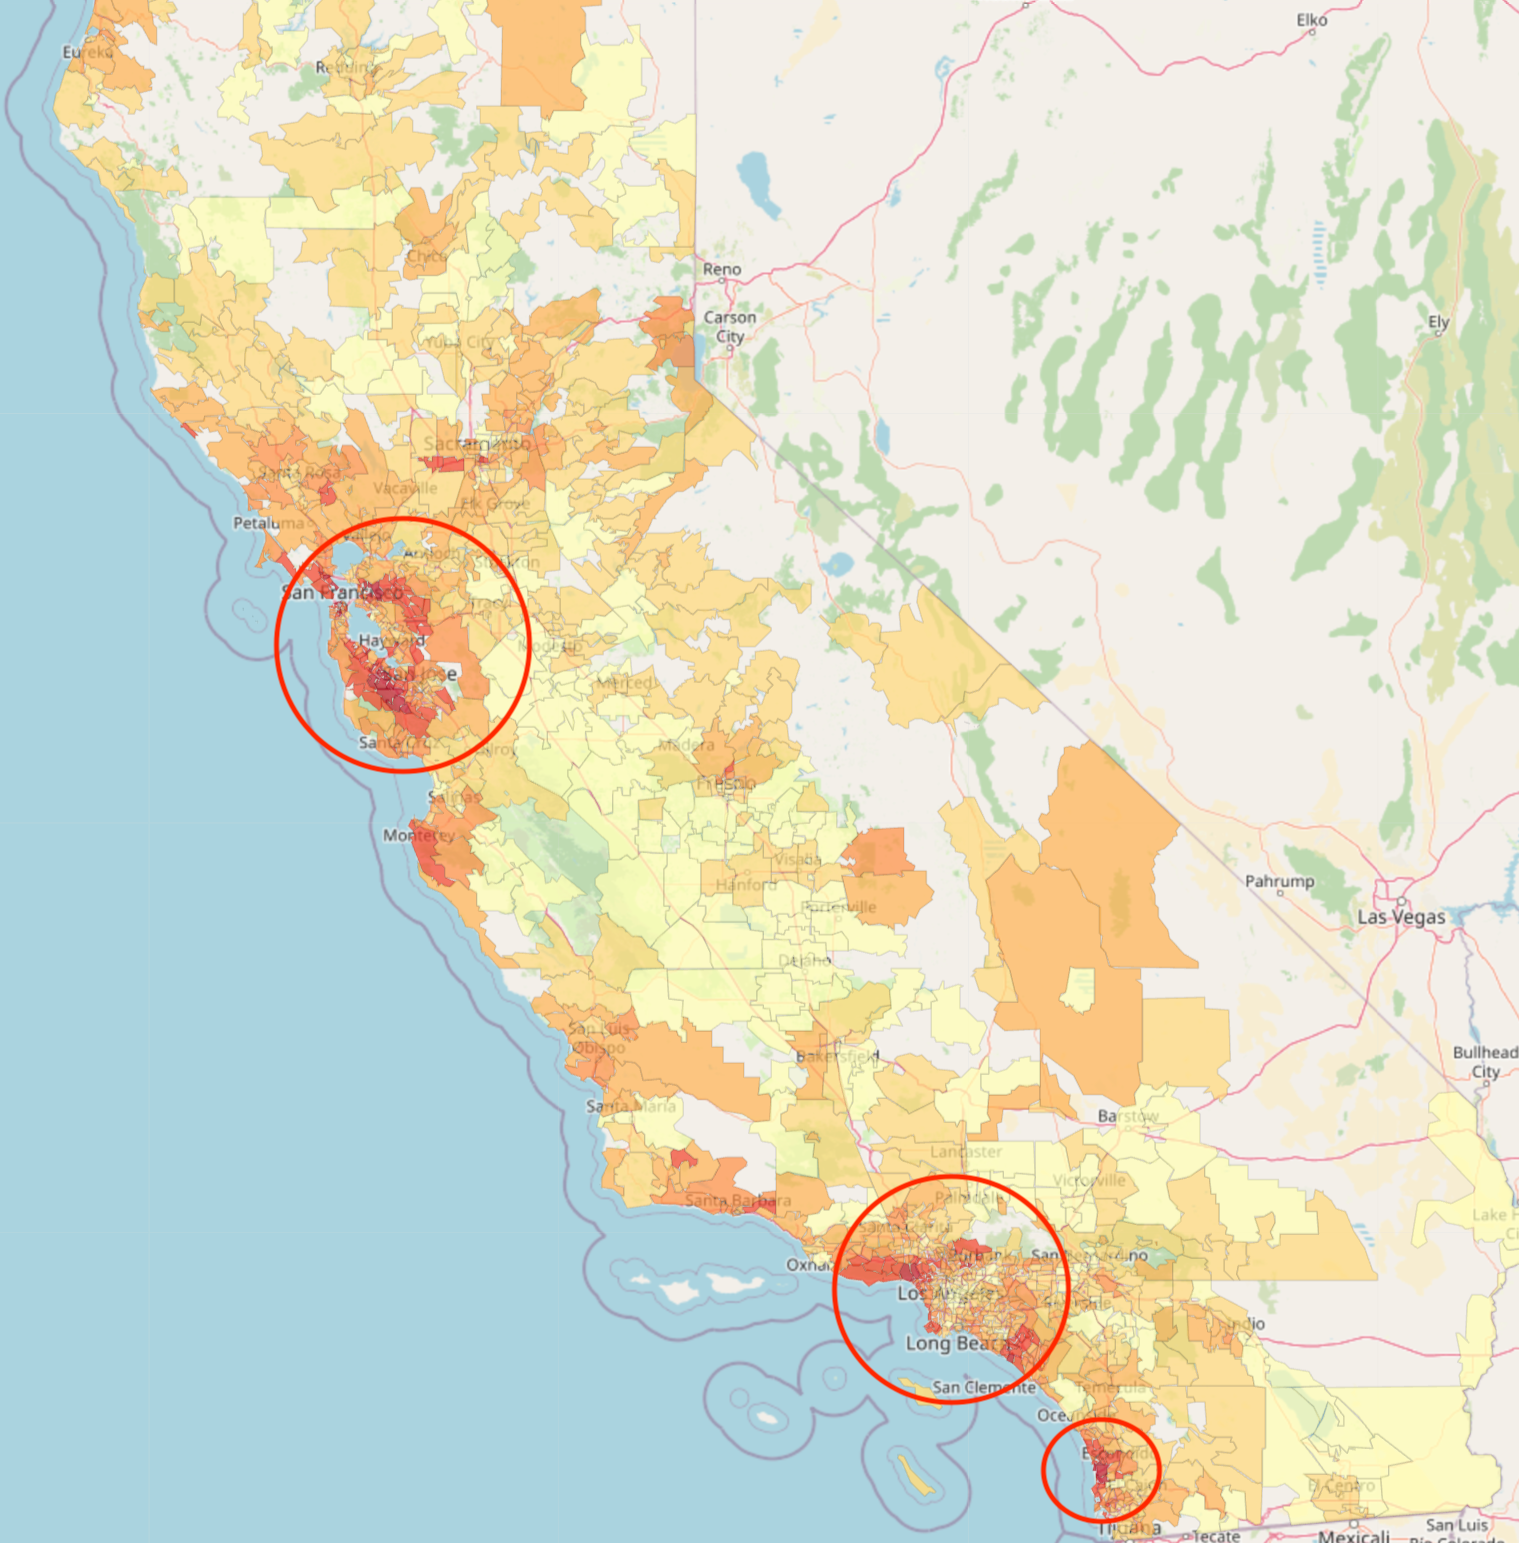 Elko
Eureka
Redding
Reno
Chico
Carson
City
Ely
Yuba City
Sacramento
Santa Rosa
Vacaville
Elk Grove
Petaluma
Vallejo
Antioch
Stockton
San Francisco
Tracy
Hayward
Modesto
San Jose
Merced
Santa Cruz
Gilroy
Madera
Fresno
Salinas
Monterey
Visalia
Hanford
Pahrump
Porterville
Las Vegas
Delano
San Luis
Obispo
Bakersfield
Bullhead
City
Santa Maria
Barstow
Lancaster
Victorville
Santa Barbara
Palmdale
Santa Clarita
Lake H
Burbank
San Bernardino
Oxnard
Los Angeles
Riverside
Indio
Long Beach
San Clemente
Temecula
Oceanside
Escondido
El Cajon
El Centro
Tijuana
Tecate
Mexicali
San Luis
Río Colorado